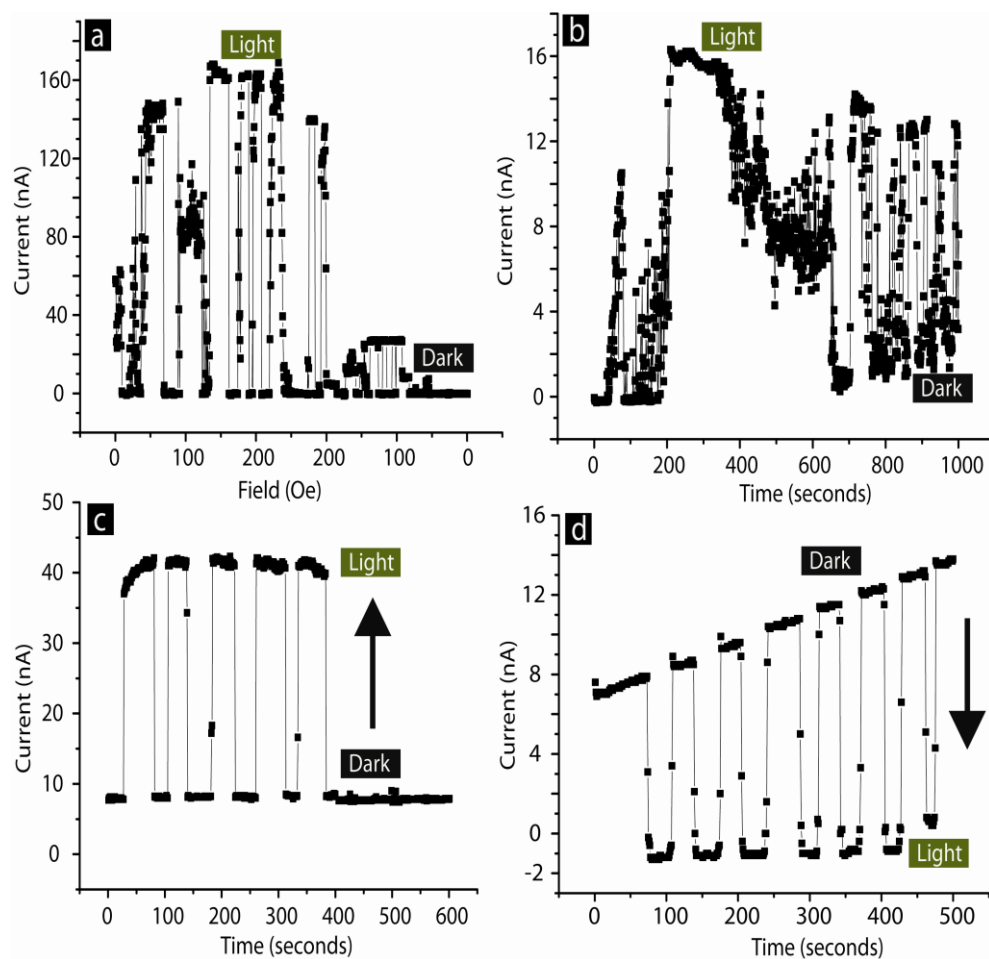 a
Light
Dark
Current (nA)
160
120
80
40
0
0 100 200 200 100 0
Field (Oe)
b
Light
Dark
Current (nA)
16
12
8
4
0
0 200 400 600 800 1000
Time (seconds)
c
Light
Dark
Current (nA)
50
40
30
20
10
0
0 100 200 300 400 500 600
Time (seconds)
d
Dark
Light
Current (nA)
16
14
12
8
4
0
-2
0 100 200 300 400 500
Time (seconds)